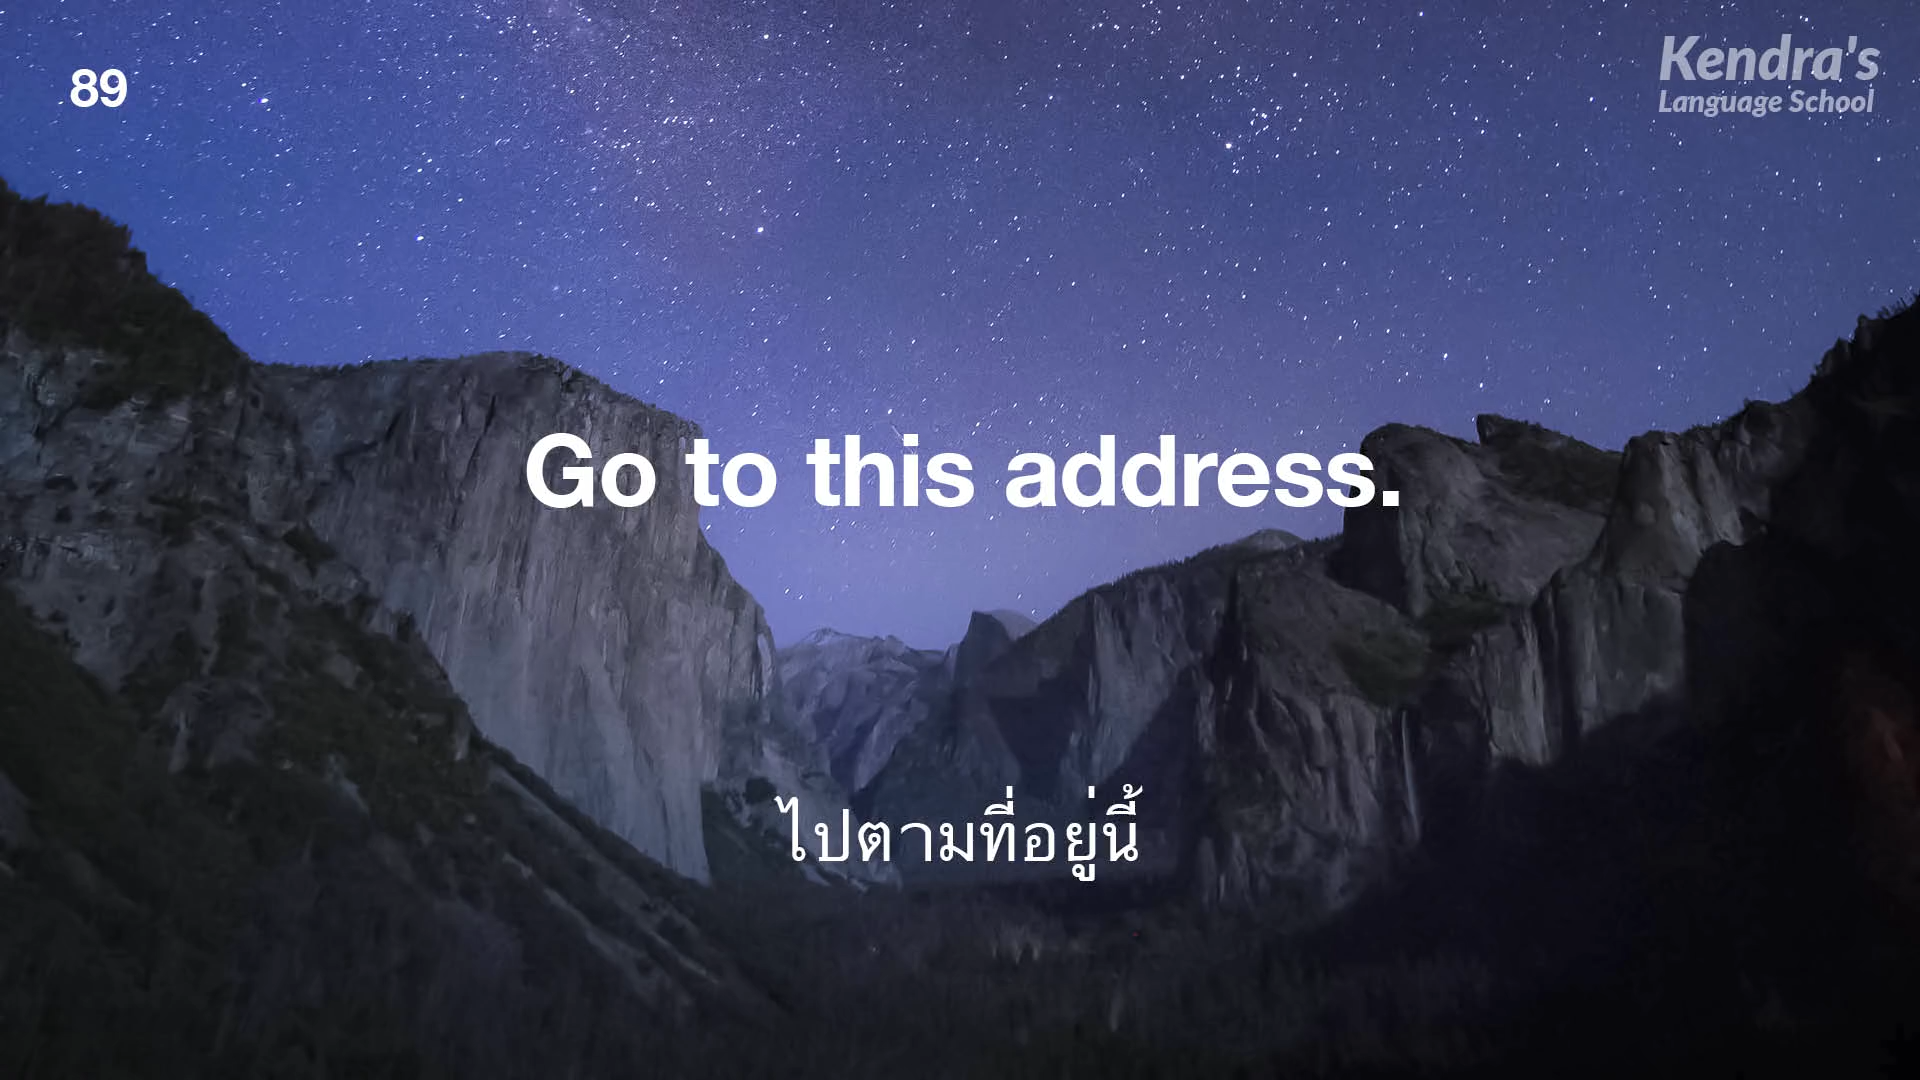 89
Kendra's
Language School
Go to this address.
ไปตามที่อยู่นี้